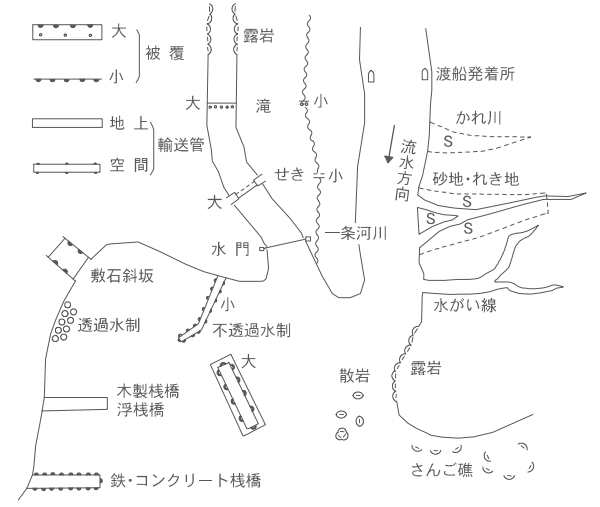 大
被 覆
小
地 上
輸送管
空 間
露岩
大
滝
小
せき
小
大
水 門
一条河川
渡船発着所
かれ川
S
流水方向
砂地・れき地
S
S
S
水がい線
敷石斜坂
透過水制
小
不透過水制
大
木製桟橋
浮桟橋
鉄・コンクリート桟橋
散岩
露岩
さんご礁